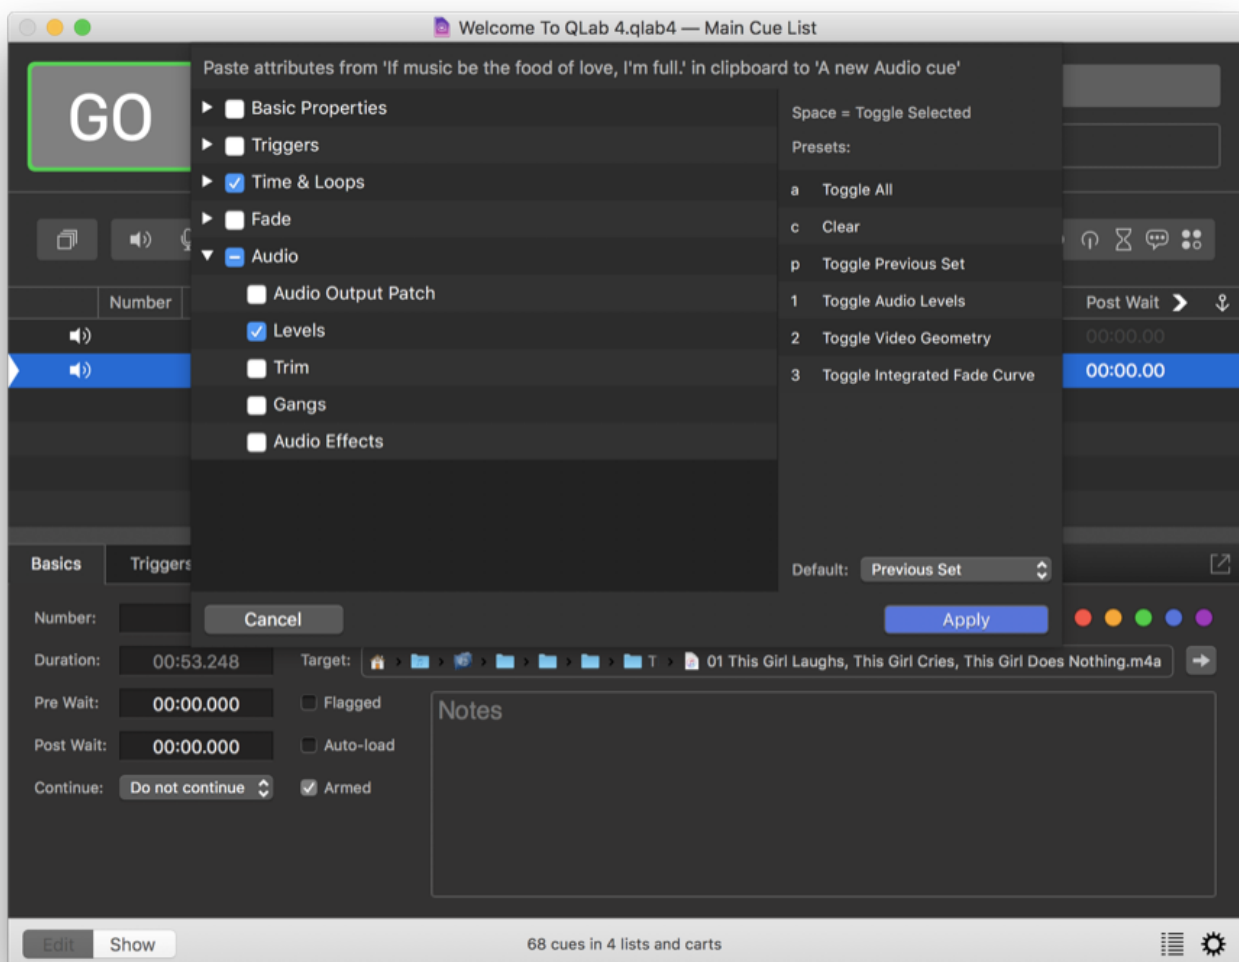 Welcome To QLab 4.qlab4 — Main Cue List
Paste attributes from 'If music be the food of love, I'm full.' in clipboard to 'A new Audio cue'
GO
Basic Properties
Triggers
Time & Loops
Fade
Audio
Audio Output Patch
Levels
Trim
Gangs
Audio Effects
Space = Toggle Selected
Presets:
a Toggle All
c Clear
p Toggle Previous Set
1 Toggle Audio Levels
2 Toggle Video Geometry
3 Toggle Integrated Fade Curve
Default: Previous Set
Cancel
Apply
Number
Post Wait
00:00.00
00:00.00
Basics
Triggers
Number:
Duration: 00:53.248
Target: T 01 This Girl Laughs, This Girl Cries, This Girl Does Nothing.m4a
Pre Wait: 00:00.000
Flagged
Notes
Post Wait: 00:00.000
Auto-load
Continue: Do not continue
Armed
Edit
Show
68 cues in 4 lists and carts